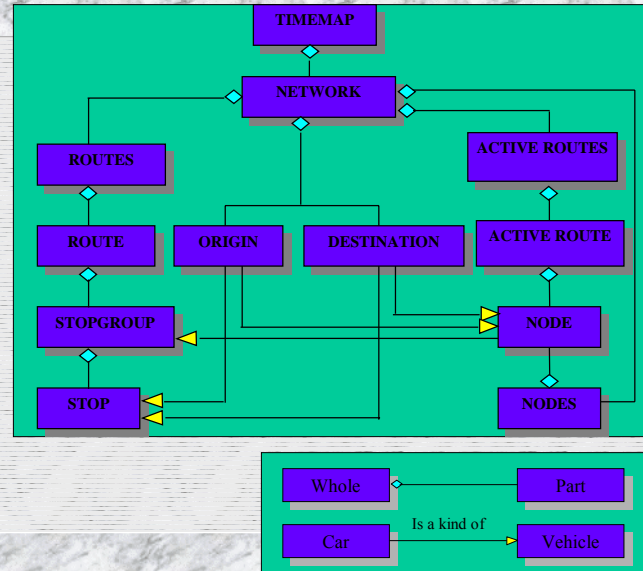 TIMEMAP
NETWORK
ROUTES
ACTIVE ROUTES
ROUTE
ORIGIN
DESTINATION
ACTIVE ROUTE
STOPGROUP
NODE
STOP
NODES
Whole
Part
Is a kind of
Car
Vehicle